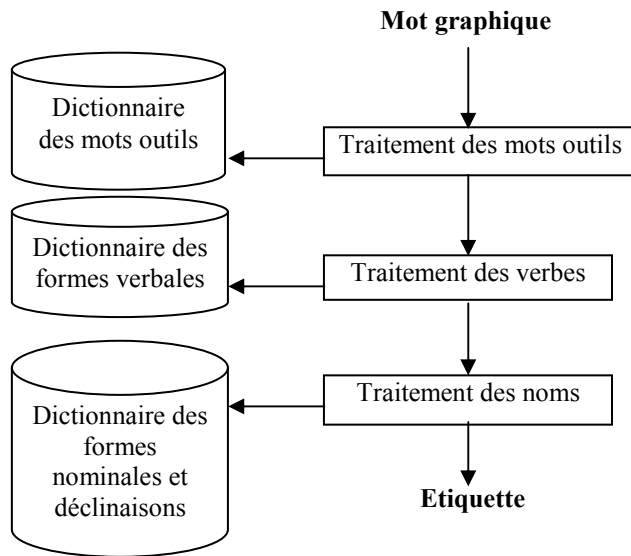 Mot graphique
Dictionnaire
des mots outils
Traitement des mots outils
Dictionnaire des
formes verbales
Traitement des verbes
Traitement des noms
Dictionnaire des
formes
nominales et
déclinaisons
Etiquette